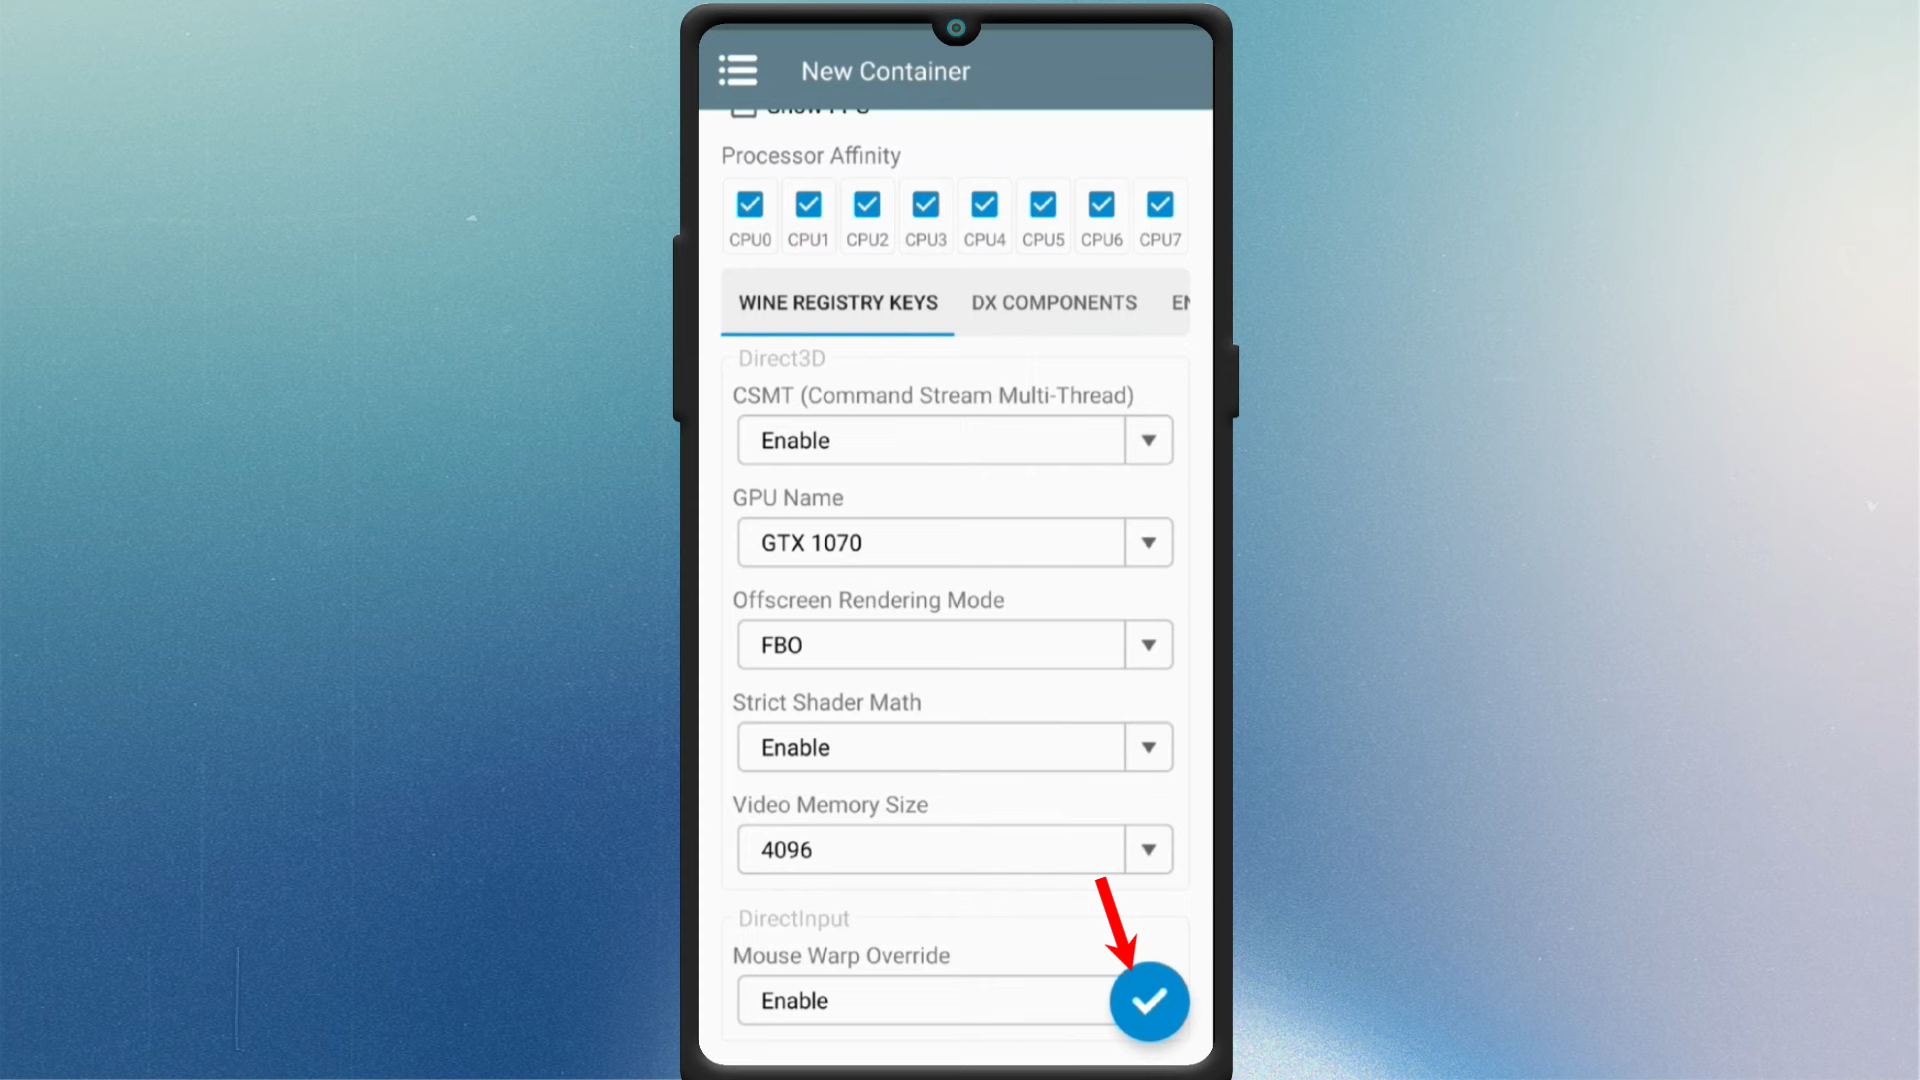 New Container
Processor Affinity
CPU0 CPU1 CPU2 CPU3 CPU4 CPU5 CPU6 CPU7
WINE REGISTRY KEYS DX COMPONENTS
Direct3D
CSMT (Command Stream Multi-Thread)
Enable
GPU Name
GTX 1070
Offscreen Rendering Mode
FBO
Strict Shader Math
Enable
Video Memory Size
4096
DirectInput
Mouse Warp Override
Enable